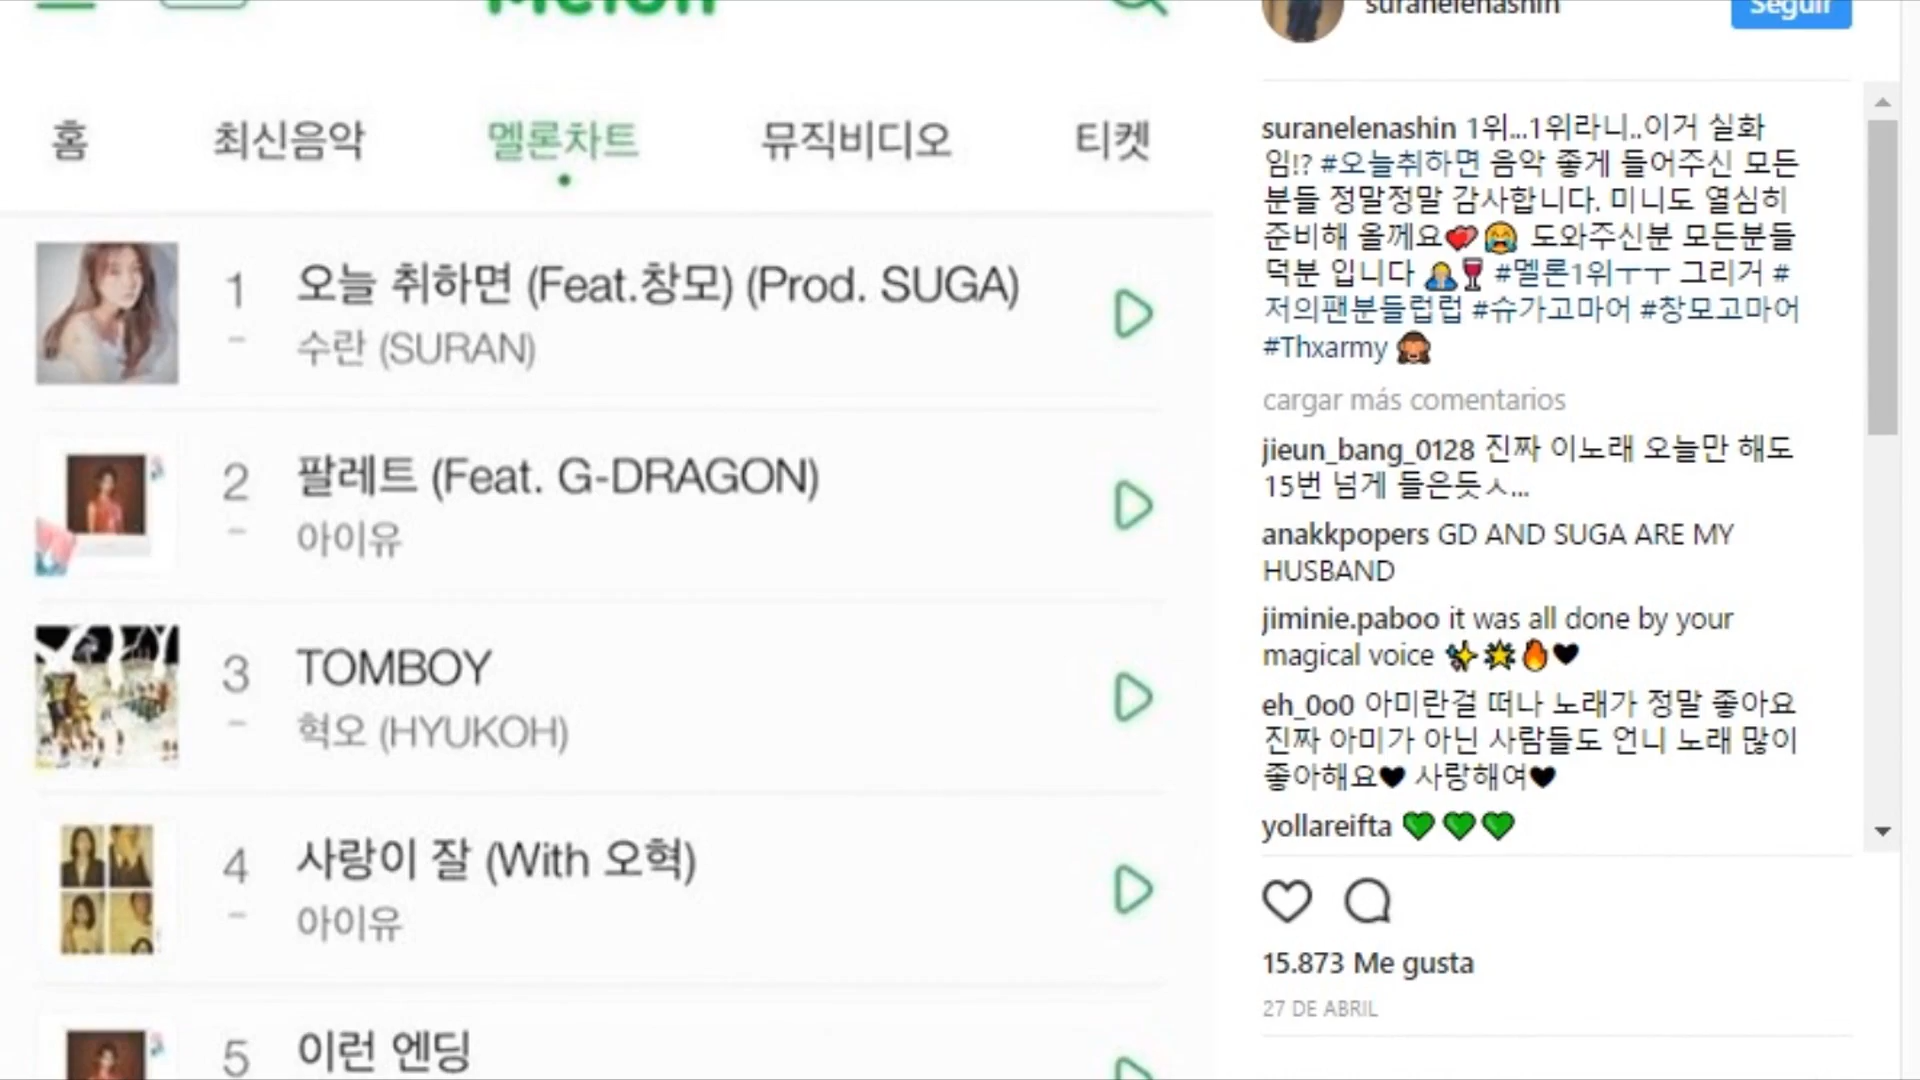 Melon
홈 최신음악 멜론차트 뮤직비디오 티켓
1 오늘 취하면 (Feat.창모) (Prod. SUGA)
수란 (SURAN)
2 팔레트 (Feat. G-DRAGON)
아이유
3 TOMBOY
혁오 (HYUKOH)
4 사랑이 잘 (With 오혁)
아이유
5 이런 엔딩
suranelenashin Seguir
suranelenashin 1위...1위라니..이거 실화
임!? #오늘취하면 음악 좋게 들어주신 모든
분들 정말정말 감사합니다. 미니도 열심히
준비해 올께요💕😭 도와주신분 모든분들
덕분 입니다 🙇🍷 #멜론1위ㅜㅜ 그리거 #
저의팬분들럽럽 #슈가고마어 #창모고마어
#Thxarmy 🙈
cargar más comentarios
jieun_bang_0128 진짜 이노래 오늘만 해도
15번 넘게 들은듯ㅅ...
anakkpopers GD AND SUGA ARE MY
HUSBAND
jiminie.paboo it was all done by your
magical voice ✨🌟🔥🖤
eh_0o0 아미란걸 떠나 노래가 정말 좋아요
진짜 아미가 아닌 사람들도 언니 노래 많이
좋아해요🖤 사랑해여🖤
yollareifta 💚💚💚
15.873 Me gusta
27 DE ABRIL